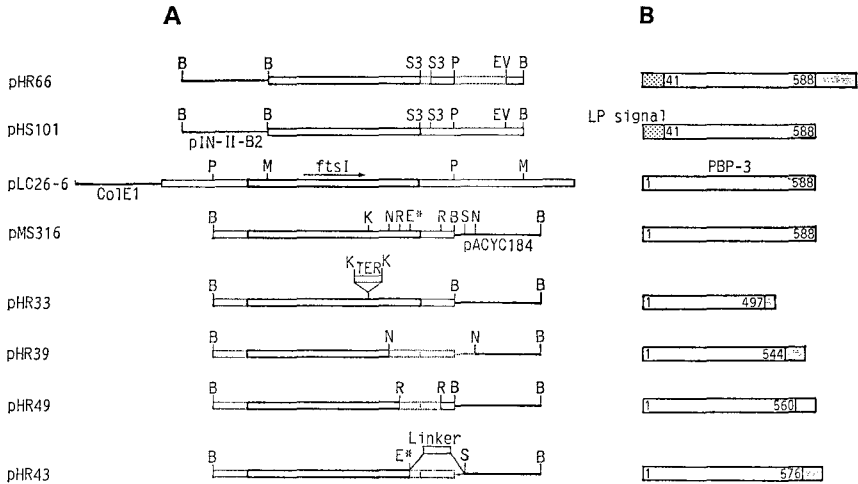 A B
B B S3 S3 P EV B
pHR66 41 588
B B S3 S3 P EV B LP signal
pHS101 41 588
pIN-II-B2
P M ftsI P M PBP-3
pLC26-6 1 588
ColE1
B K N R E* R B S N B
pMS316 1 588
pACYC184
K TER K
B B B
pHR33 1 497
B N N B
pHR39 1 544
B R R B B
pHR49 1 560
Linker
B E* S B
pHR43 1 576